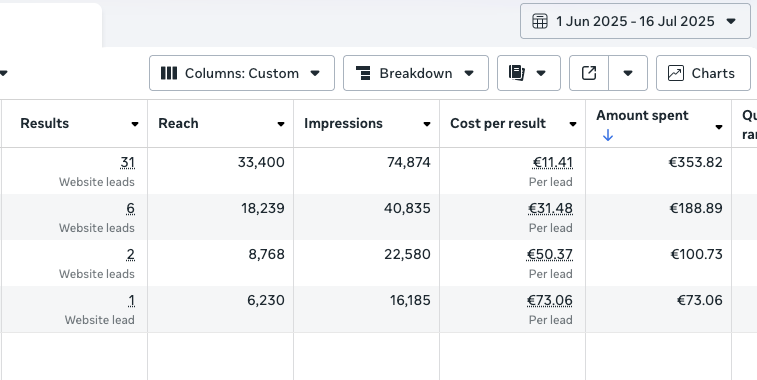 1 Jun 2025 - 16 Jul 2025
Columns: Custom
Breakdown
Charts
Results Reach Impressions Cost per result Amount spent Qu
ra
31 33,400 74,874 €11.41 €353.82
Website leads Per lead
6 18,239 40,835 €31.48 €188.89
Website leads Per lead
2 8,768 22,580 €50.37 €100.73
Website leads Per lead
1 6,230 16,185 €73.06 €73.06
Website lead Per lead